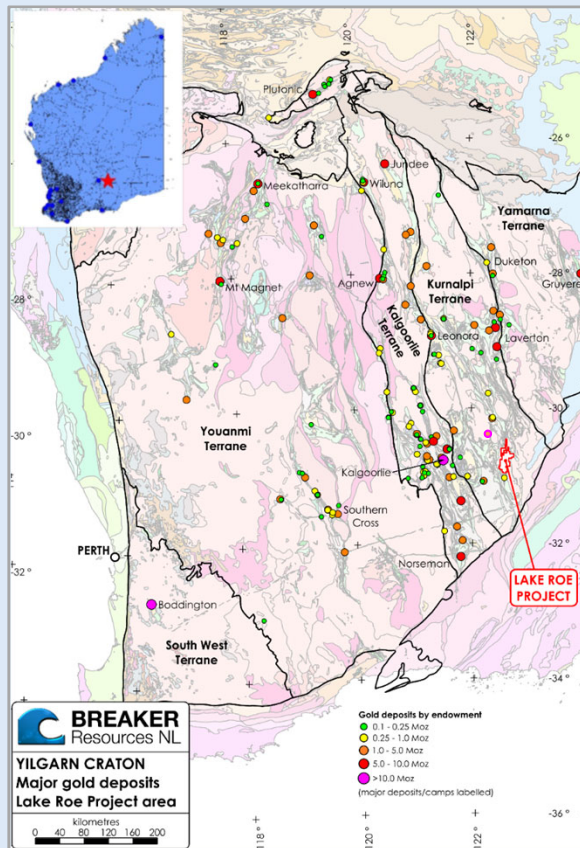 118°
120°
122°
Plutonic
-26°
Jundee
Wiluna
Meekatharra
Yamarna
Terrane
Duketon
-28°
Gruyere
-28°
Mt Magnet
Agnew
Kurnalpi
Terrane
Kalgoorlie
Terrane
Leonora
Laverton
-30°
Youanmi
Terrane
-30°
Kalgoorlie
Southern
Cross
-32°
PERTH
Norseman
LAKE ROE
PROJECT
-32°
Boddington
South West
Terrane
-34°
BREAKER
Resources NL
YILGARN CRATON
Major gold deposits
Lake Roe Project area
kilometres
0 40 80 120 160 200
Gold deposits by endowment
0.1 - 0.25 Moz
0.25 - 1.0 Moz
1.0 - 5.0 Moz
5.0 - 10.0 Moz
>10.0 Moz
(major deposits/camps labelled)
-36°
118°
120°
122°